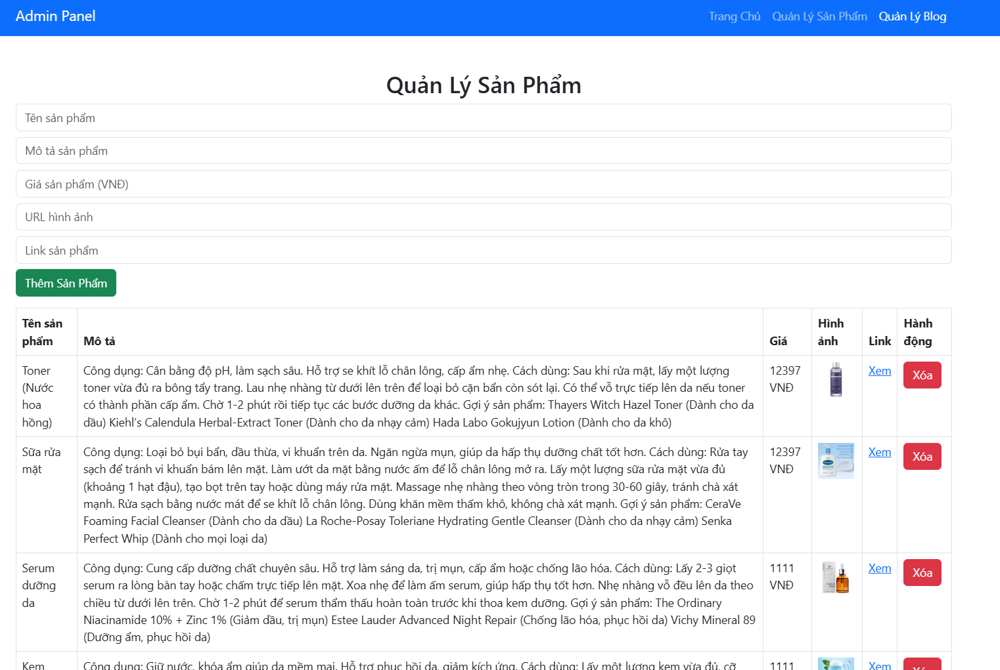 Admin Panel
Trang Chủ Quản Lý Sản Phẩm Quản Lý Blog
Quản Lý Sản Phẩm
Tên sản phẩm
Mô tả sản phẩm
Giá sản phẩm (VNĐ)
URL hình ảnh
Link sản phẩm
Thêm Sản Phẩm
Tên sản
phẩm
Mô tả
Giá
Hình
ảnh
Link
Hành
động
Toner
(Nước
hoa
hồng)
Công dụng: Cân bằng độ pH, làm sạch sâu. Hỗ trợ se khít lỗ chân lông, cấp ẩm nhẹ. Cách dùng: Sau khi rửa mặt, lấy một lượng
toner vừa đủ ra bông tẩy trang. Lau nhẹ nhàng từ dưới lên trên để loại bỏ cặn bẩn còn sót lại. Có thể vỗ trực tiếp lên da nếu toner
có thành phần cấp ẩm. Chờ 1-2 phút rồi tiếp tục các bước dưỡng da khác. Gợi ý sản phẩm: Thayers Witch Hazel Toner (Dành cho da
dầu) Kiehl’s Calendula Herbal-Extract Toner (Dành cho da nhạy cảm) Hada Labo Gokujyun Lotion (Dành cho da khô)
12397
VNĐ
Xem
Xóa
Sữa rửa
mặt
Công dụng: Loại bỏ bụi bẩn, dầu thừa, vi khuẩn trên da. Ngăn ngừa mụn, giúp da hấp thụ dưỡng chất tốt hơn. Cách dùng: Rửa tay
sạch để tránh vi khuẩn bám lên mặt. Làm ướt da mặt bằng nước ấm để lỗ chân lông mở ra. Lấy một lượng sữa rửa mặt vừa đủ
(khoảng 1 hạt đậu), tạo bọt trên tay hoặc dùng máy rửa mặt. Massage nhẹ nhàng theo vòng tròn trong 30-60 giây, tránh chà xát
mạnh. Rửa sạch bằng nước mát để se khít lỗ chân lông. Dùng khăn mềm thấm khô, không chà xát mạnh. Gợi ý sản phẩm: CeraVe
Foaming Facial Cleanser (Dành cho da dầu) La Roche-Posay Toleriane Hydrating Gentle Cleanser (Dành cho da nhạy cảm) Senka
Perfect Whip (Dành cho mọi loại da)
12397
VNĐ
Xem
Xóa
Serum
dưỡng
da
Công dụng: Cung cấp dưỡng chất chuyên sâu. Hỗ trợ làm sáng da, trị mụn, cấp ẩm hoặc chống lão hóa. Cách dùng: Lấy 2-3 giọt
serum ra lòng bàn tay hoặc chấm trực tiếp lên mặt. Xoa nhẹ để làm ấm serum, giúp hấp thụ tốt hơn. Nhẹ nhàng vỗ đều lên da theo
chiều từ dưới lên trên. Chờ 1-2 phút để serum thẩm thấu hoàn toàn trước khi thoa kem dưỡng. Gợi ý sản phẩm: The Ordinary
Niacinamide 10% + Zinc 1% (Giảm dầu, trị mụn) Estee Lauder Advanced Night Repair (Chống lão hóa, phục hồi da) Vichy Mineral 89
(Dưỡng ẩm, phục hồi da)
1111
VNĐ
Xem
Xóa
Kem
Công dụng: Giữ nước, khóa ẩm giúp da mềm mại. Hỗ trợ phục hồi da, giảm kích ứng. Cách dùng: Lấy một lượng kem vừa đủ, cỡ
1111
Xem
Xóa